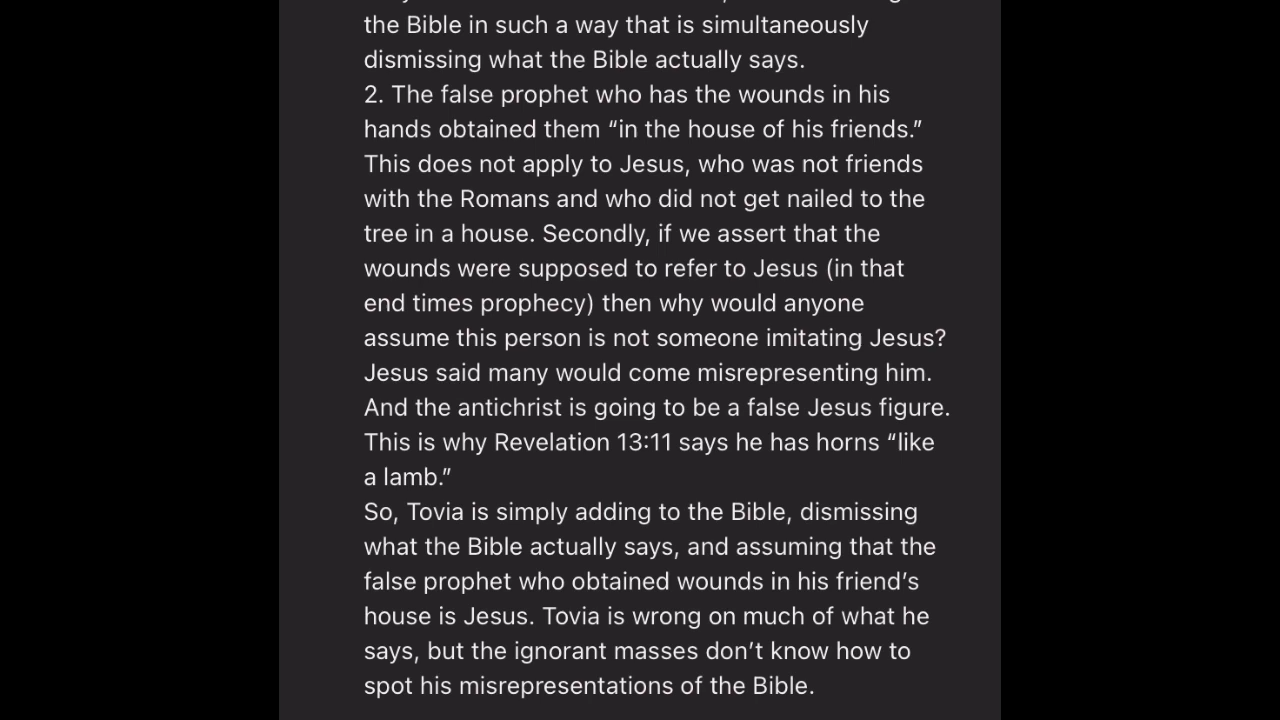 the Bible in such a way that is simultaneously
dismissing what the Bible actually says.
2. The false prophet who has the wounds in his
hands obtained them “in the house of his friends.”
This does not apply to Jesus, who was not friends
with the Romans and who did not get nailed to the
tree in a house. Secondly, if we assert that the
wounds were supposed to refer to Jesus (in that
end times prophecy) then why would anyone
assume this person is not someone imitating Jesus?
Jesus said many would come misrepresenting him.
And the antichrist is going to be a false Jesus figure.
This is why Revelation 13:11 says he has horns “like
a lamb.”
So, Tovia is simply adding to the Bible, dismissing
what the Bible actually says, and assuming that the
false prophet who obtained wounds in his friend’s
house is Jesus. Tovia is wrong on much of what he
says, but the ignorant masses don’t know how to
spot his misrepresentations of the Bible.